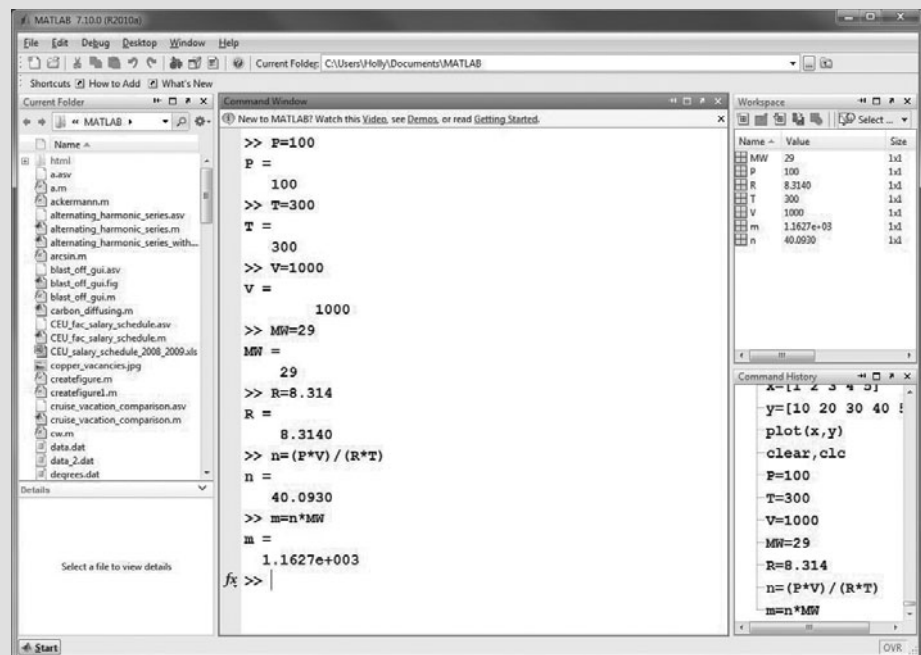 MATLAB 7.10.0 (R2010a)
File Edit Debug Desktop Window Help
Current Folder: C:\Users\Holly\Documents\MATLAB
Shortcuts How to Add What's New
Current Folder
« MATLAB
Name
html
a.asv
a.m
ackermann.m
alternating_harmonic_series.asv
alternating_harmonic_series.m
alternating_harmonic_series_with...
arcsin.m
blast_off_gui.asv
blast_off_gui.fig
blast_off_gui.m
carbon_diffusing.m
CEU_fac_salary_schedule.asv
CEU_fac_salary_schedule.m
CEU_salary_schedule_2008_2009.xls
copper_vacancies.jpg
createfigure.m
createfigure1.m
cruise_vacation_comparison.asv
cruise_vacation_comparison.m
cw.m
data.dat
data_2.dat
degrees.dat
Details
Select a file to view details
Start
Command Window
New to MATLAB? Watch this Video, see Demos, or read Getting Started.
>> P=100
P =
100
>> T=300
T =
300
>> V=1000
V =
1000
>> MW=29
MW =
29
>> R=8.314
R =
8.3140
>> n=(P*V)/(R*T)
n =
40.0930
>> m=n*MW
m =
1.1627e+003
fx >>
Workspace
Select ...
Name Value Size
MW 29 1x1
P 100 1x1
R 8.3140 1x1
T 300 1x1
V 1000 1x1
m 1.1627e+03 1x1
n 40.0930 1x1
Command History
x=[1 2 3 4 5]
y=[10 20 30 40
plot(x,y)
clear,clc
P=100
T=300
V=1000
MW=29
R=8.314
n=(P*V)/(R*T)
m=n*MW
OVR